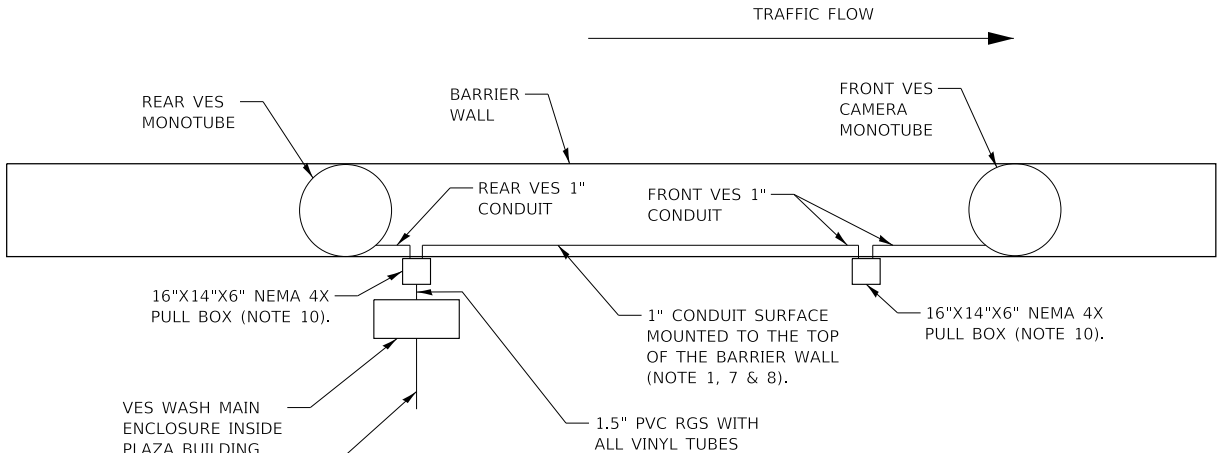 TRAFFIC FLOW
REAR VES
MONOTUBE
BARRIER
WALL
FRONT VES
CAMERA
MONOTUBE
REAR VES 1"
CONDUIT
FRONT VES 1"
CONDUIT
16"X14"X6" NEMA 4X
PULL BOX (NOTE 10).
1" CONDUIT SURFACE
MOUNTED TO THE TOP
OF THE BARRIER WALL
(NOTE 1, 7 & 8).
16"X14"X6" NEMA 4X
PULL BOX (NOTE 10).
VES WASH MAIN
ENCLOSURE INSIDE
PLAZA BUILDING
1.5" PVC RGS WITH
ALL VINYL TUBES